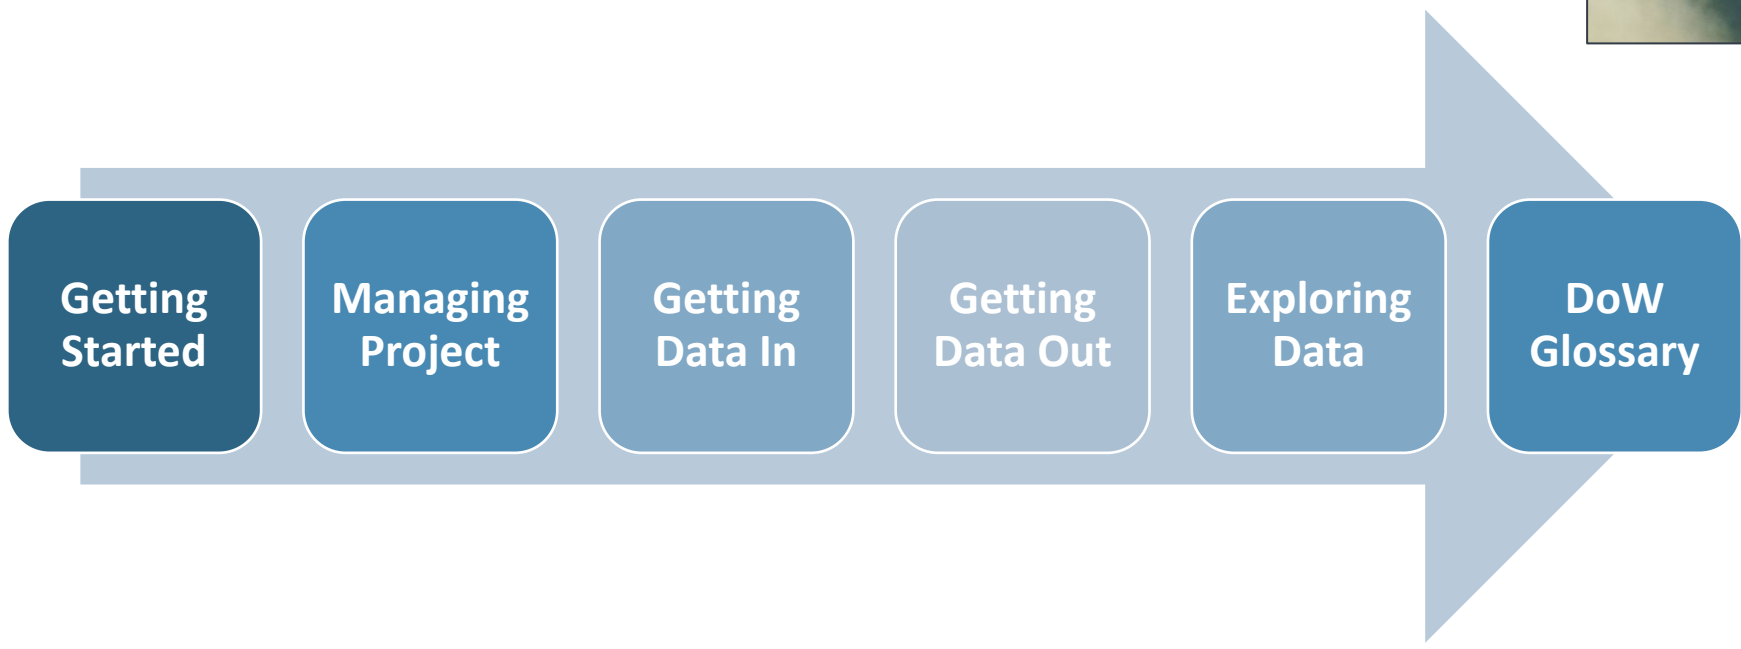 Getting
Started
Managing
Project
Getting
Data In
Getting
Data Out
Exploring
Data
DoW
Glossary